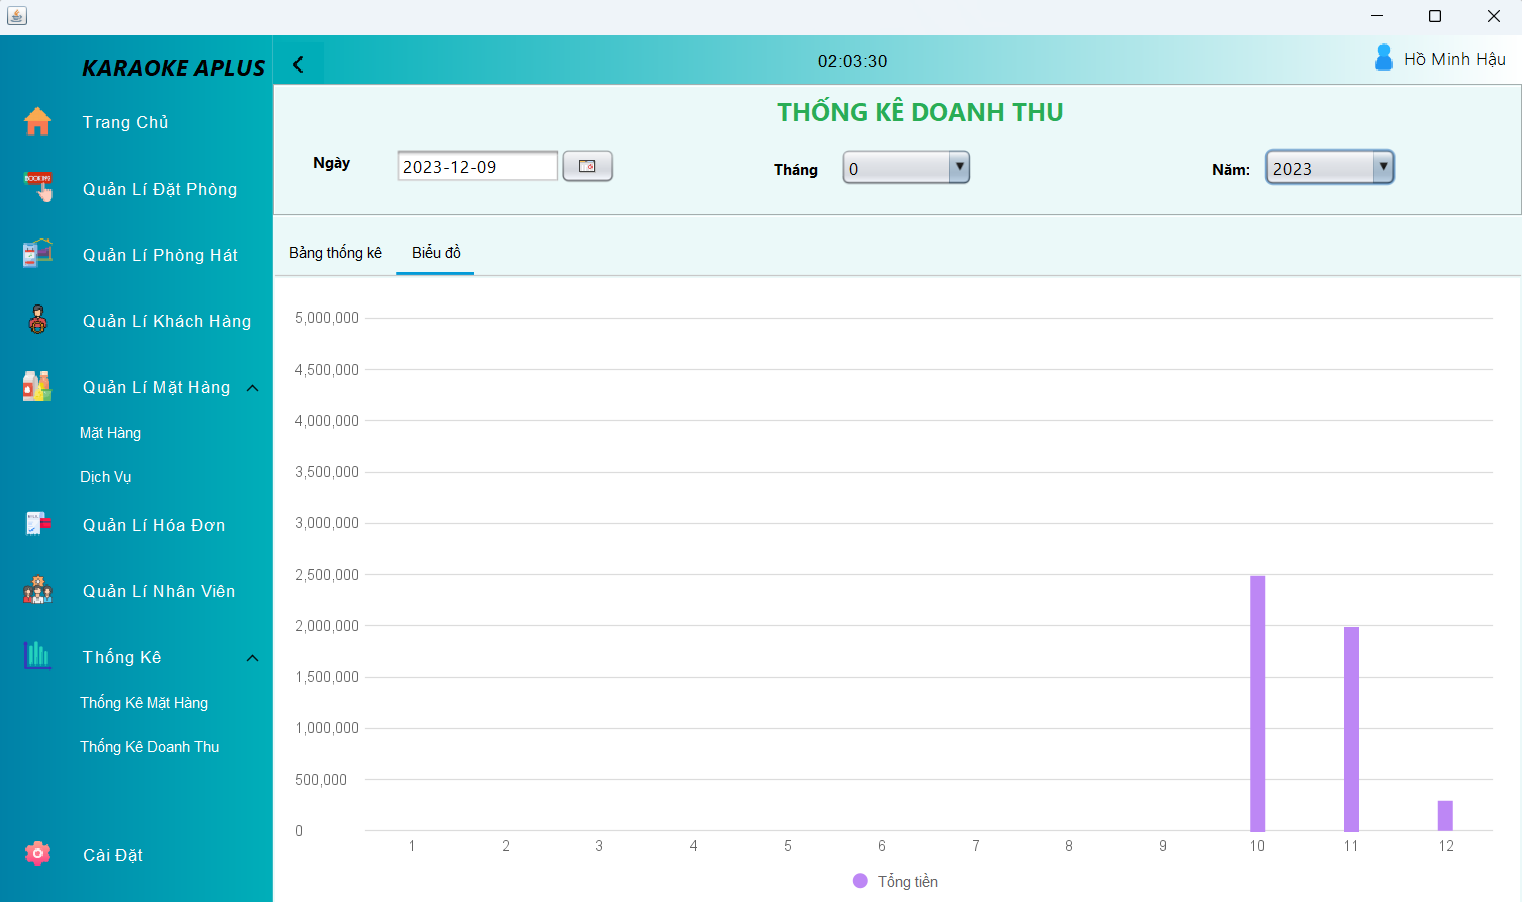 KARAOKE APLUS
02:03:30
Hồ Minh Hậu
Trang Chủ
Quản Lí Đặt Phòng
Quản Lí Phòng Hát
Quản Lí Khách Hàng
Quản Lí Mặt Hàng
Mặt Hàng
Dịch Vụ
Quản Lí Hóa Đơn
Quản Lí Nhân Viên
Thống Kê
Thống Kê Mặt Hàng
Thống Kê Doanh Thu
Cài Đặt
THỐNG KÊ DOANH THU
Ngày 2023-12-09 Tháng 0 Năm: 2023
Bảng thống kê Biểu đồ
5,000,000
4,500,000
4,000,000
3,500,000
3,000,000
2,500,000
2,000,000
1,500,000
1,000,000
500,000
0
1 2 3 4 5 6 7 8 9 10 11 12
Tổng tiền